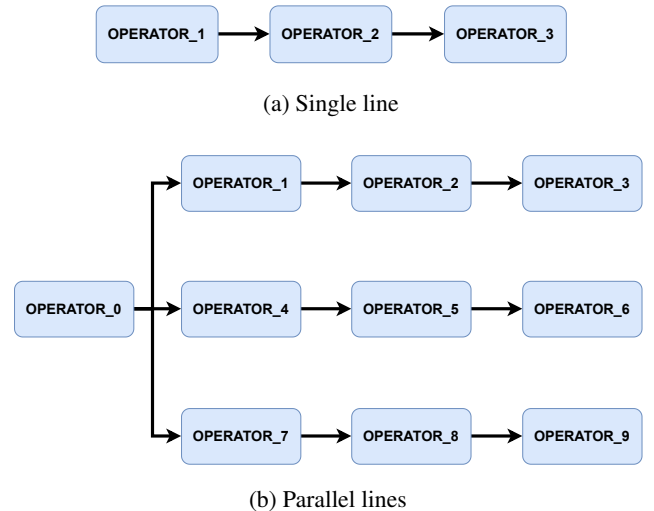 OPERATOR_1
OPERATOR_2
OPERATOR_3
(a) Single line
OPERATOR_1
OPERATOR_2
OPERATOR_3
OPERATOR_0
OPERATOR_4
OPERATOR_5
OPERATOR_6
OPERATOR_7
OPERATOR_8
OPERATOR_9
(b) Parallel lines